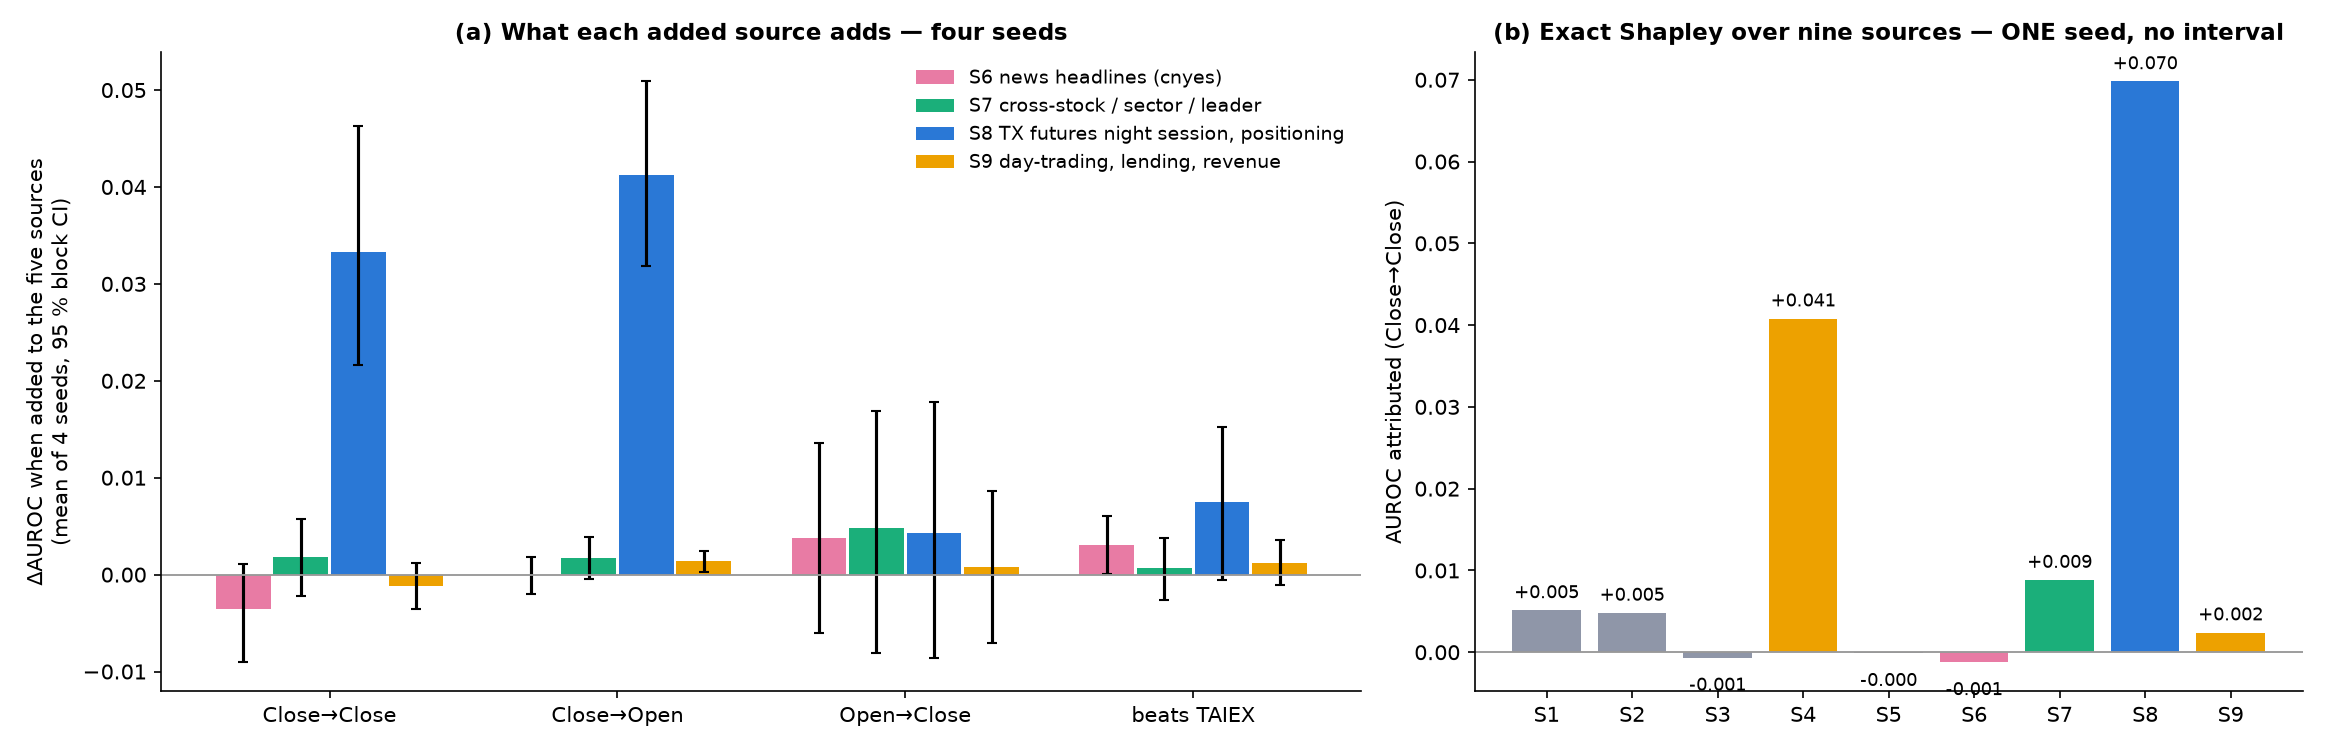 (a) What each added source adds — four seeds
ΔAUROC when added to the five sources
(mean of 4 seeds, 95 % block CI)
0.05
0.04
0.03
0.02
0.01
0.00
−0.01
S6 news headlines (cnyes)
S7 cross-stock / sector / leader
S8 TX futures night session, positioning
S9 day-trading, lending, revenue
Close→Close
Close→Open
Open→Close
beats TAIEX
(b) Exact Shapley over nine sources — ONE seed, no interval
AUROC attributed (Close→Close)
0.07
0.06
0.05
0.04
0.03
0.02
0.01
0.00
+0.005
+0.005
-0.001
+0.041
-0.000
-0.001
+0.009
+0.070
+0.002
S1
S2
S3
S4
S5
S6
S7
S8
S9